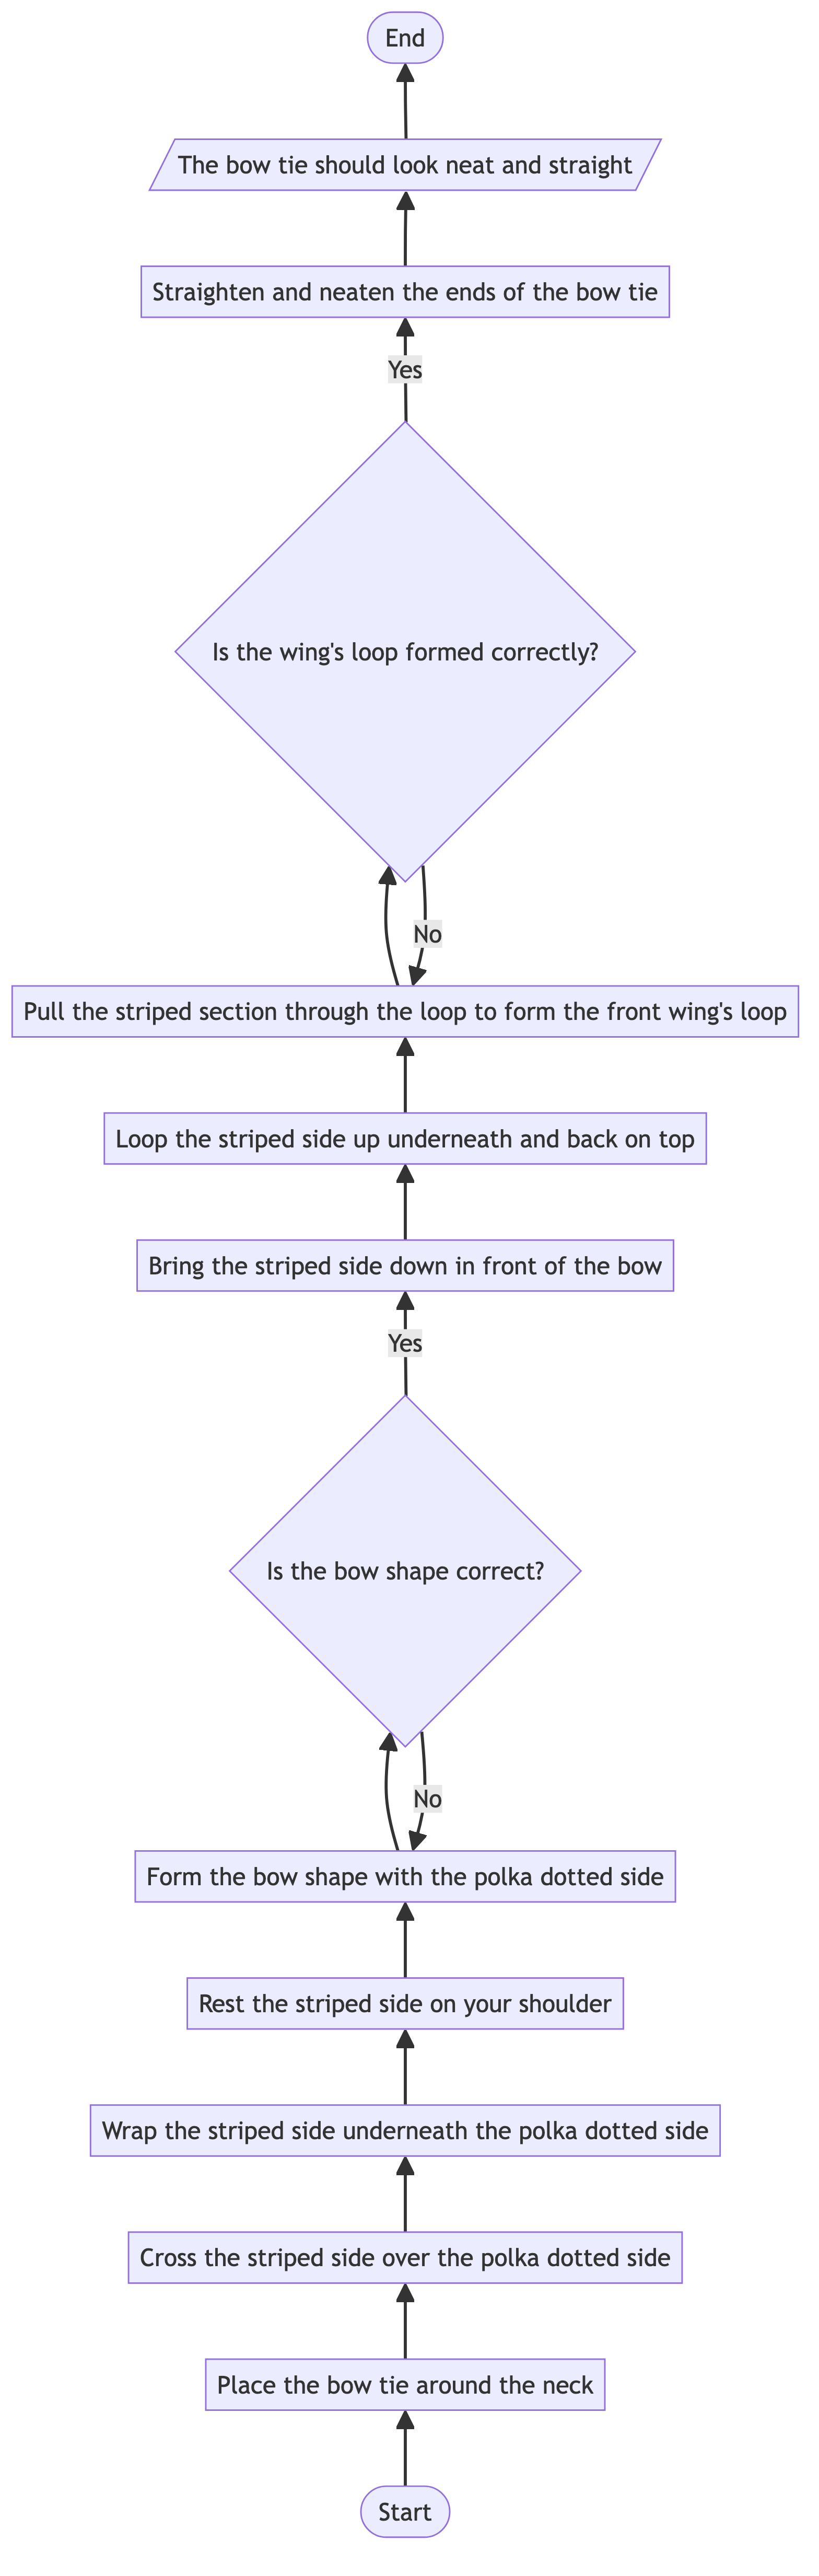 End
The bow tie should look neat and straight
Straighten and neaten the ends of the bow tie
Yes
Is the wing's loop formed correctly?
No
Pull the striped section through the loop to form the front wing's loop
Loop the striped side up underneath and back on top
Bring the striped side down in front of the bow
Yes
Is the bow shape correct?
No
Form the bow shape with the polka dotted side
Rest the striped side on your shoulder
Wrap the striped side underneath the polka dotted side
Cross the striped side over the polka dotted side
Place the bow tie around the neck
Start